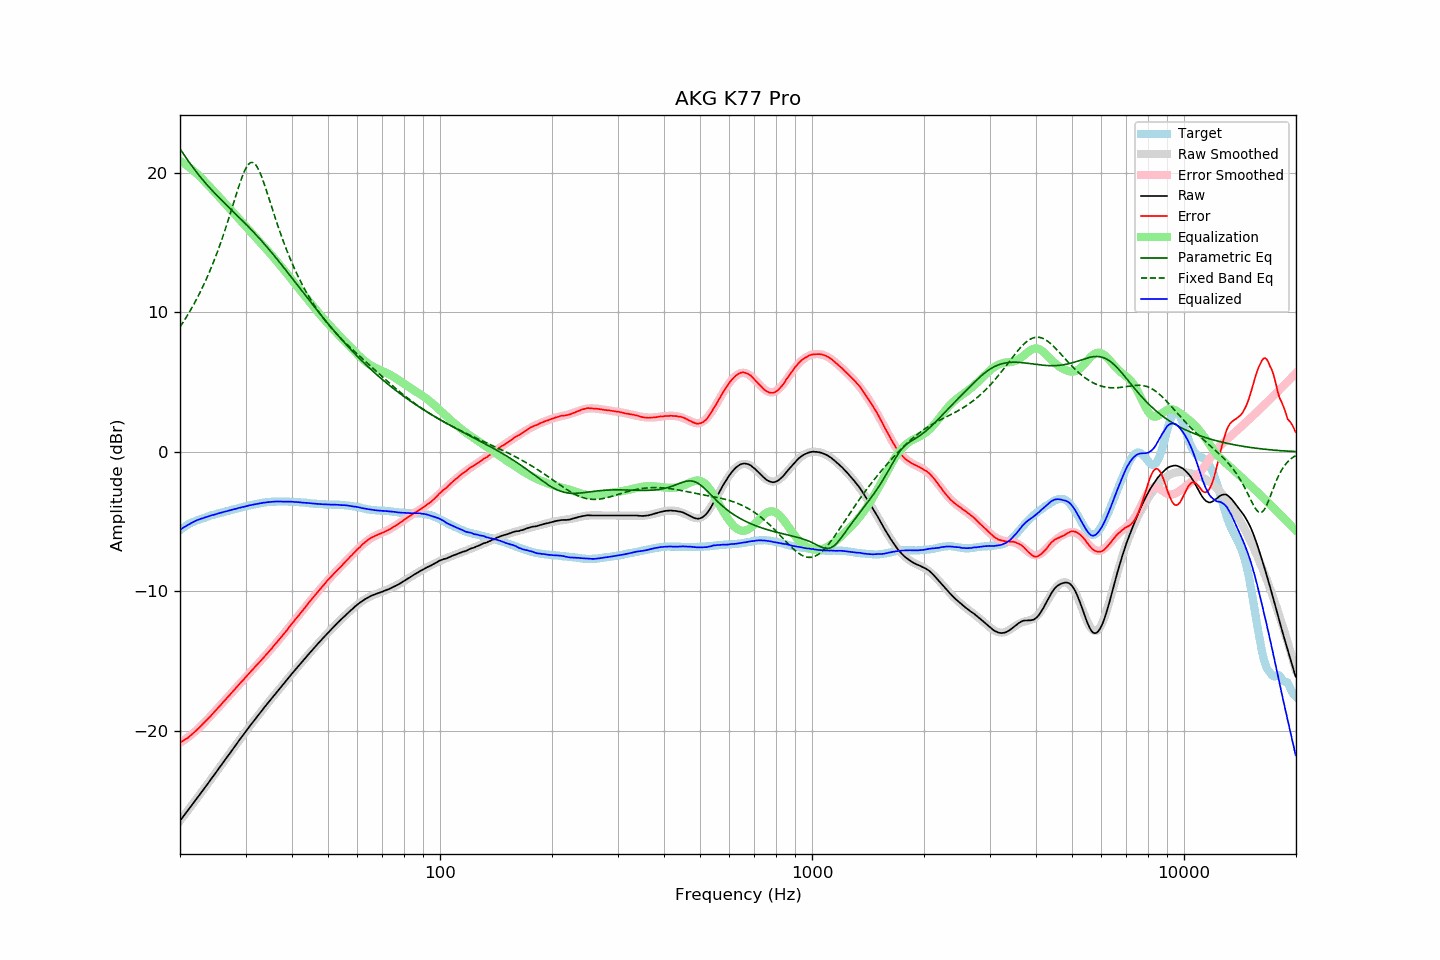 AKG K77 Pro
Target
Raw Smoothed
Error Smoothed
Raw
Error
Equalization
Parametric Eq
Fixed Band Eq
Equalized
20
10
0
−10
−20
Amplitude (dBr)
100
1000
10000
Frequency (Hz)